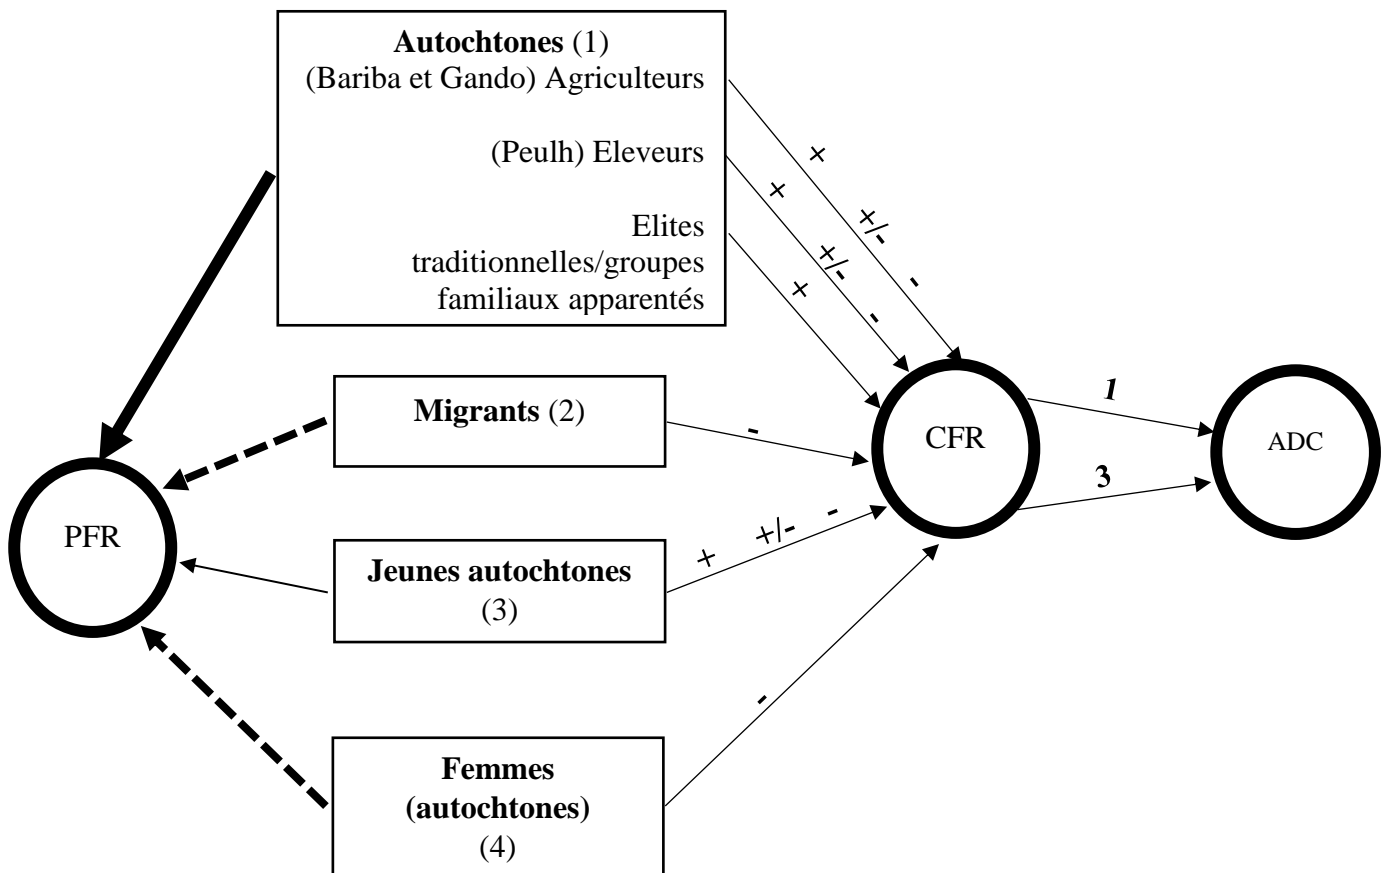 Autochtones (1)
(Bariba et Gando) Agriculteurs
(Peulh) Eleveurs
Elites
traditionnelles/groupes
familiaux apparentés
+
+/-
-
+
+/-
-
+
Migrants (2)
-
CFR
1
3
ADC
PFR
Jeunes autochtones
(3)
+ +/- -
-
Femmes
(autochtones)
(4)